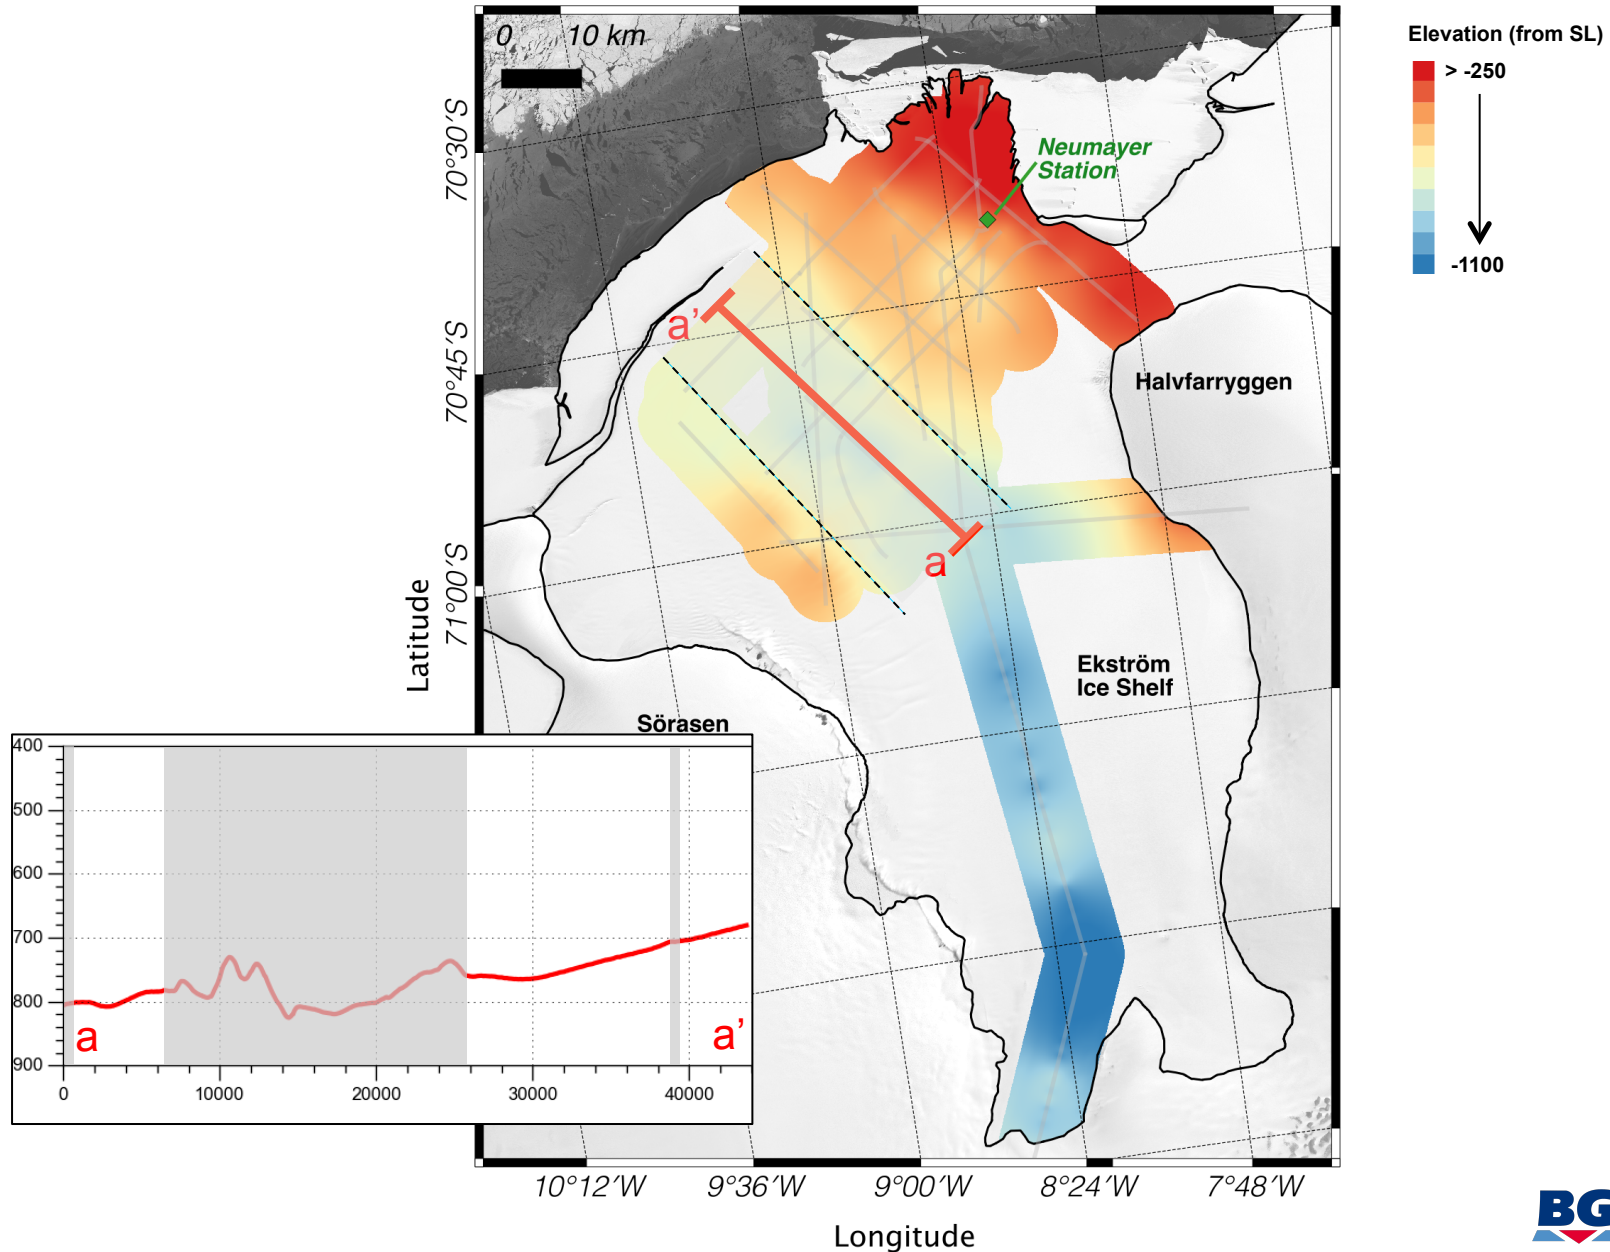 0 10 km
Elevation (from SL)
> -250
-1100
70°30'S
70°45'S
71°00'S
Latitude
Neumayer
Station
Halvfarryggen
a'
a
Ekström
Ice Shelf
Sörasen
400
500
600
700
800
900
a
a'
0 10000 20000 30000 40000
10°12'W 9°36'W 9°00'W 8°24'W 7°48'W
Longitude
BG